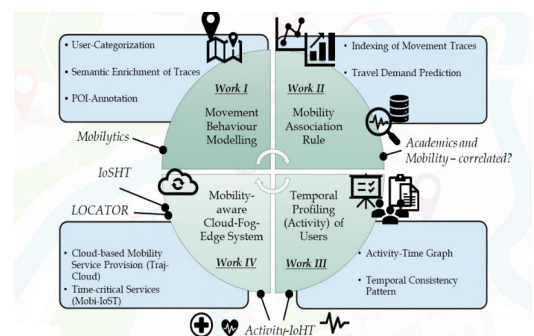 • User-Categorization
• Semantic Enrichment of Traces
• POI-Annotation
Work I
Movement
Behaviour
Modelling
Work II
Mobility
Association
Rule
• Indexing of Movement Traces
• Travel Demand Prediction
Mobilytics
Academics and
Mobility – correlated?
IoSHT
LOCATOR
Mobility-
aware
Cloud-Fog-
Edge System
Work IV
Temporal
Profiling
(Activity) of
Users
Work III
• Cloud-based Mobility
Service Provision (Traj-
Cloud)
• Time-critical Services
(Mobi-IoST)
• Activity-Time Graph
• Temporal Consistency
Pattern
Activity-IoHT